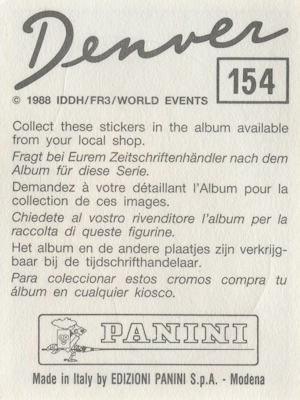 Denver
154
© 1988 IDDH/FR3/WORLD EVENTS
Collect these stickers in the album available
from your local shop.
Fragt bei Eurem Zeitschriftenhändler nach dem
Album für diese Serie.
Demandez à votre détaillant l'Album pour la
collection de ces images.
Chiedete al vostro rivenditore l'album per la
raccolta di queste figurine.
Het album en de andere plaatjes zijn verkrijg-
baar bij de tijdschrifthandelaar.
Para coleccionar estos cromos compra tu
álbum en cualquier kiosco.
PANINI
Made in Italy by EDIZIONI PANINI S.p.A. - Modena